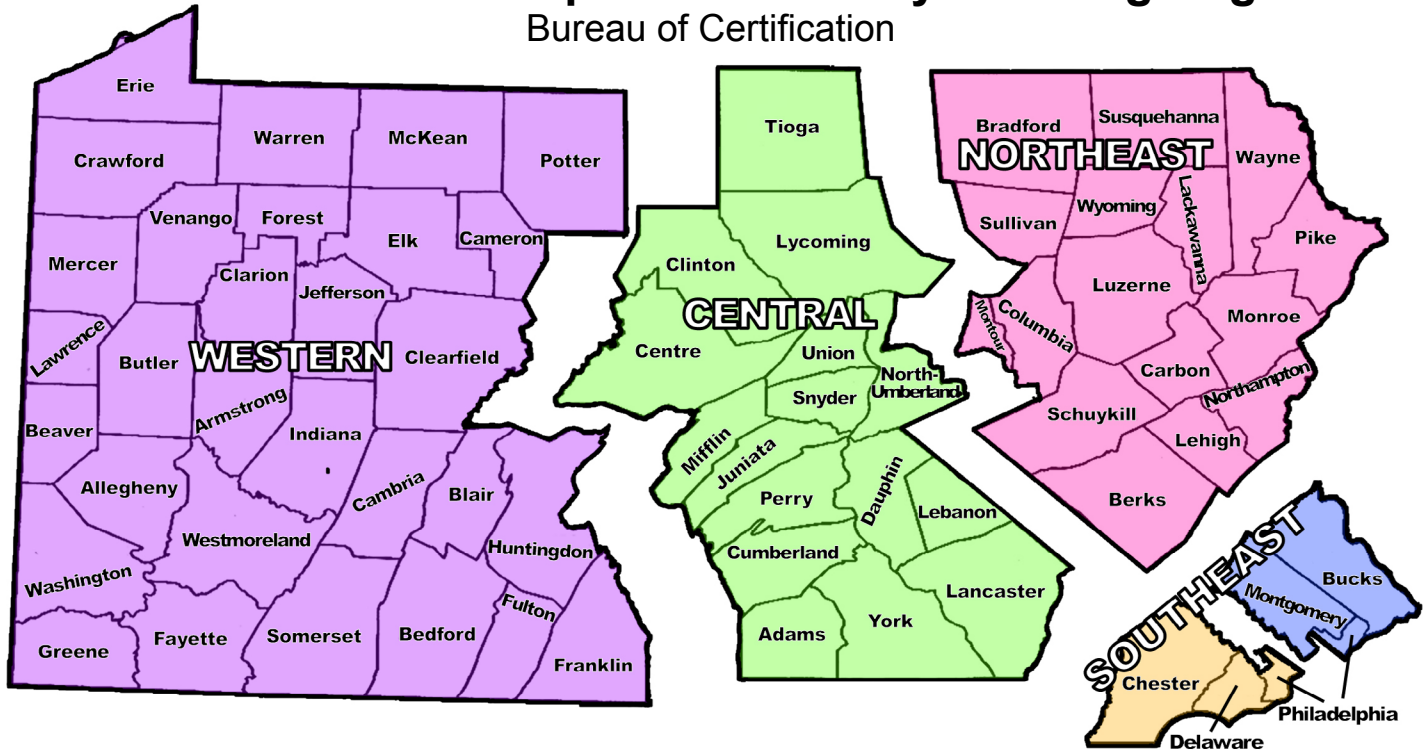 Bureau of Certification
Erie
Warren
McKean
Potter
Crawford
Venango
Forest
Elk
Cameron
Mercer
Clarion
Jefferson
Lawrence
Butler
WESTERN
Clearfield
Armstrong
Beaver
Indiana
Allegheny
Cambria
Blair
Westmoreland
Huntingdon
Washington
Fulton
Greene
Fayette
Somerset
Bedford
Franklin
Tioga
Lycoming
Clinton
CENTRAL
Centre
Union
North-
Umberland
Snyder
Mifflin
Juniata
Perry
Dauphin
Lebanon
Cumberland
Lancaster
Adams
York
Bradford
Susquehanna
NORTHEAST
Wayne
Sullivan
Wyoming
Lackawanna
Pike
Luzerne
Montour
Columbia
Monroe
Carbon
Northampton
Schuykill
Lehigh
Berks
SOUTHEAST
Bucks
Montgomery
Chester
Philadelphia
Delaware